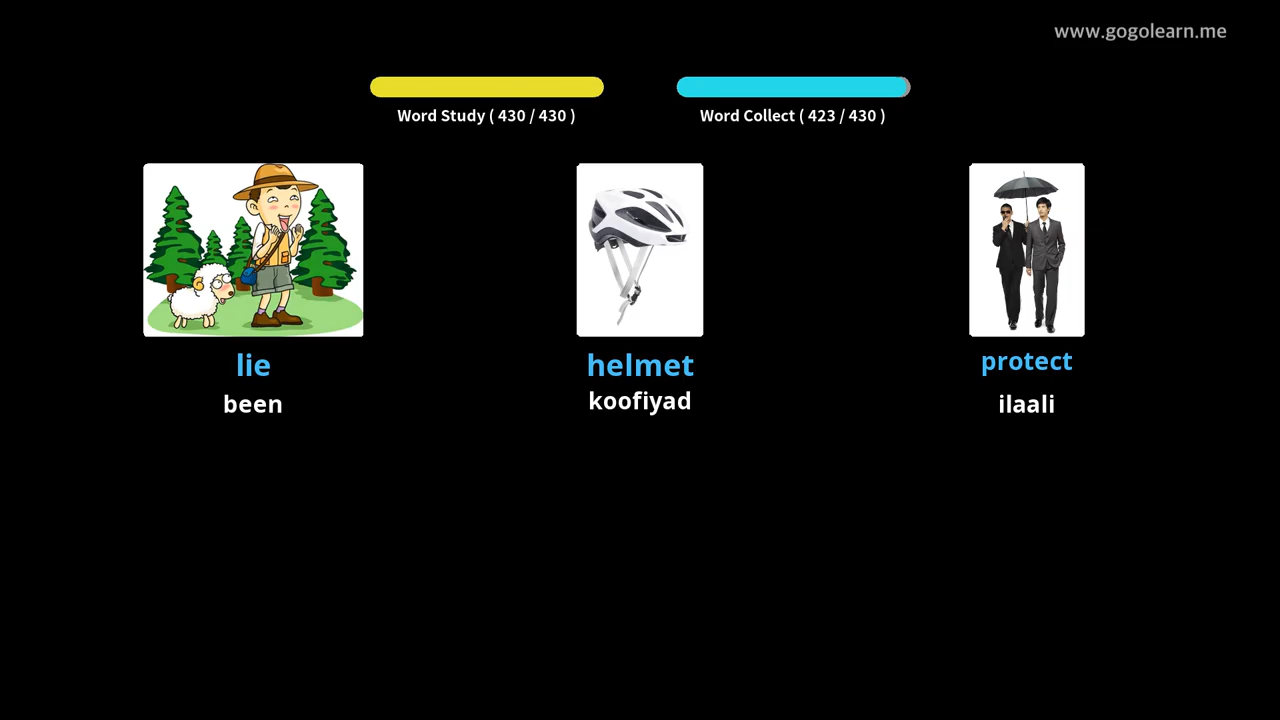 www.gogolearn.me
Word Study ( 430 / 430 )
Word Collect ( 423 / 430 )
lie
been
helmet
koofiyad
protect
ilaali